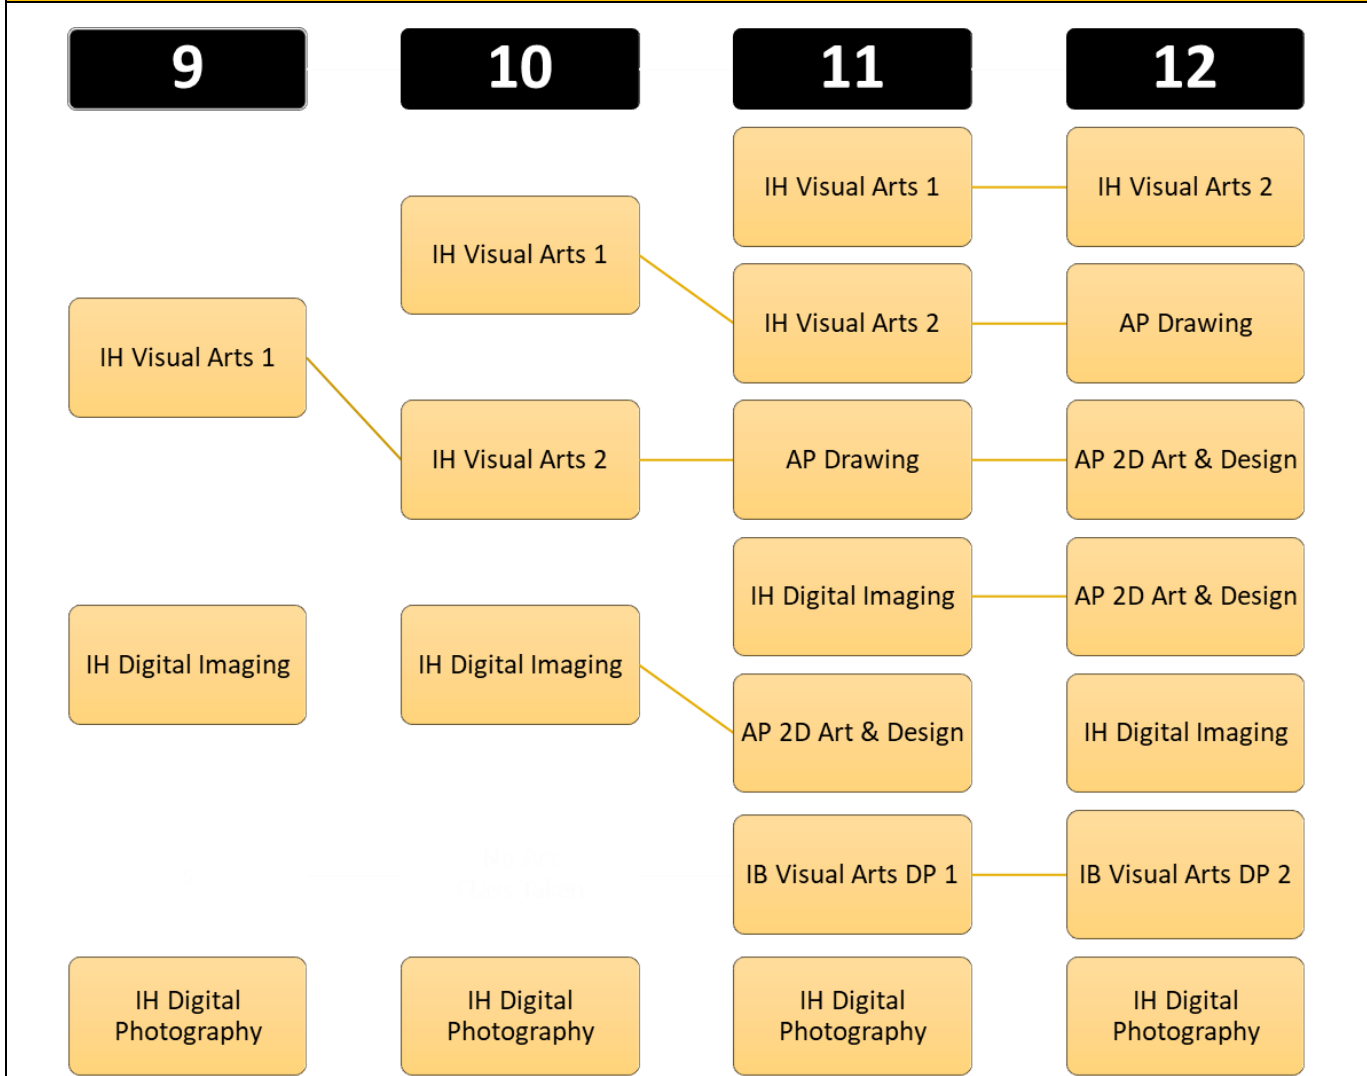 9
10
11
12
IH Visual Arts 1
IH Digital Imaging
IH Digital
Photography
IH Visual Arts 1
IH Visual Arts 2
IH Digital Imaging
IH Digital
Photography
IH Visual Arts 1
IH Visual Arts 2
AP Drawing
IH Digital Imaging
AP 2D Art & Design
IB Visual Arts DP 1
IH Digital
Photography
IH Visual Arts 2
AP Drawing
AP 2D Art & Design
AP 2D Art & Design
IH Digital Imaging
IB Visual Arts DP 2
IH Digital
Photography